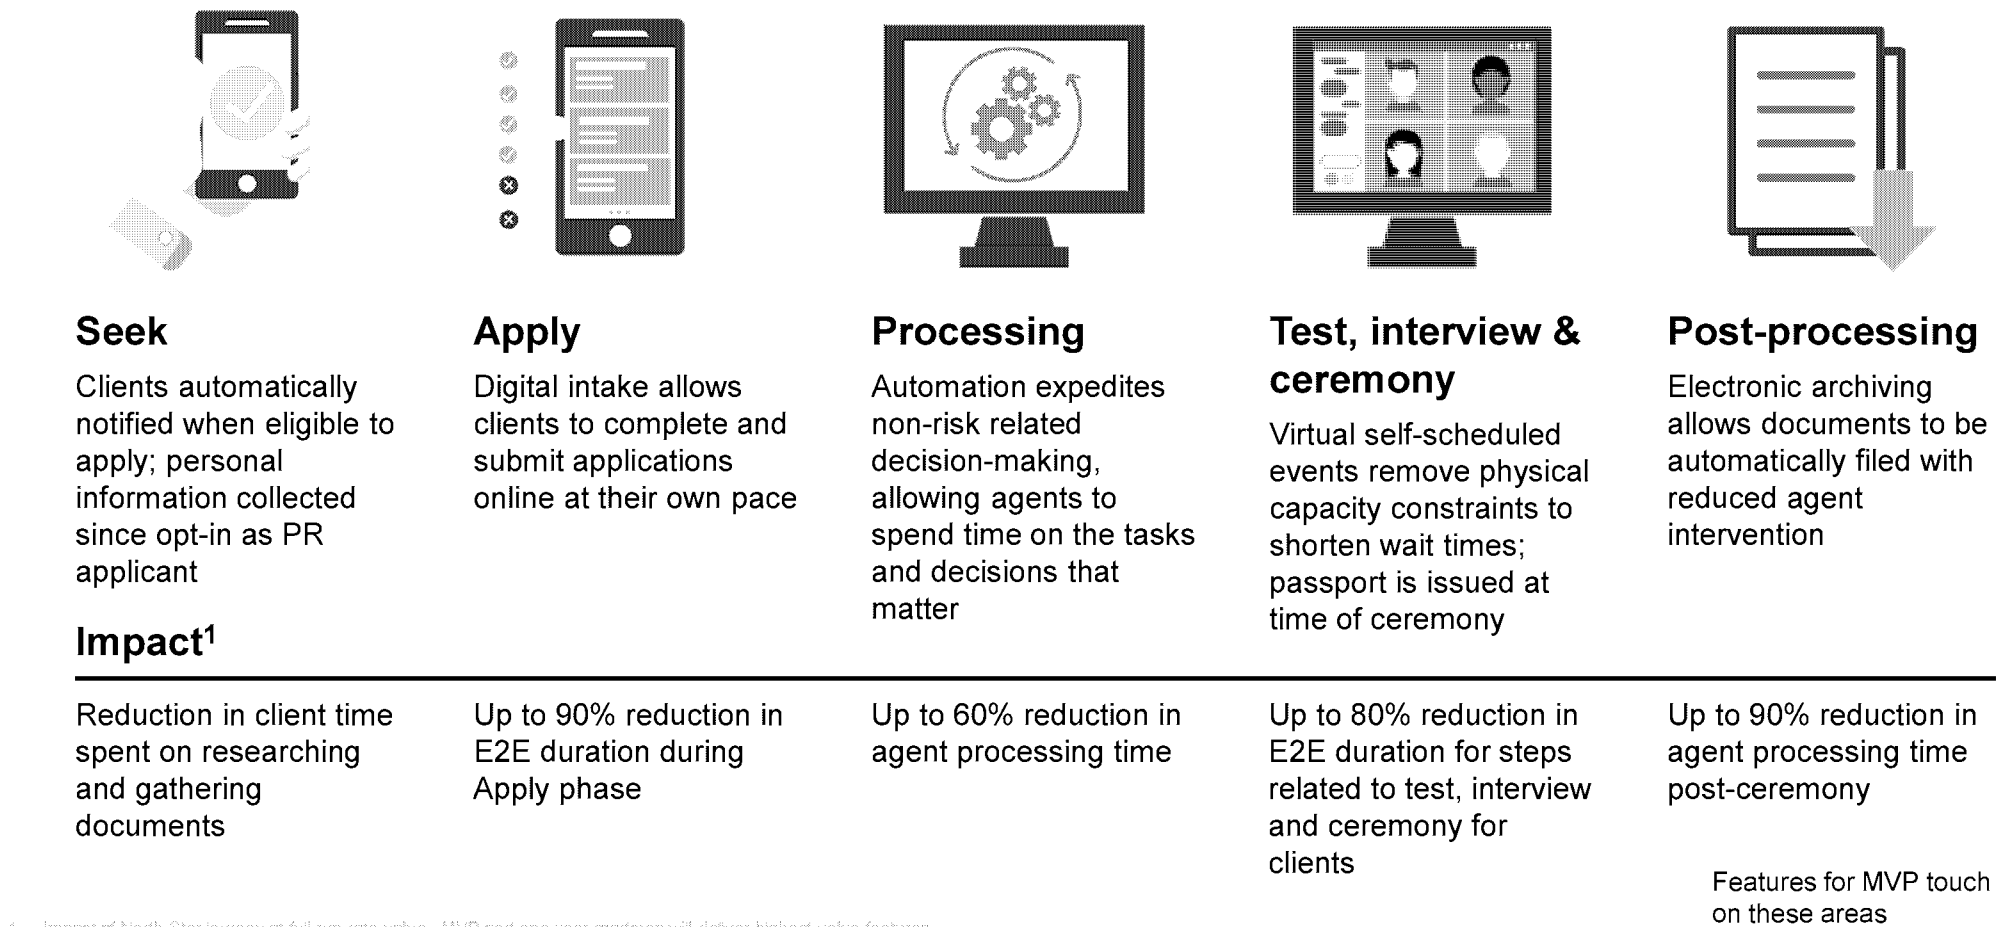 Seek
Clients automatically
notified when eligible to
apply; personal
information collected
since opt-in as PR
applicant
Apply
Digital intake allows
clients to complete and
submit applications
online at their own pace
Processing
Automation expedites
non-risk related
decision-making,
allowing agents to
spend time on the tasks
and decisions that
matter
Test, interview &
ceremony
Virtual self-scheduled
events remove physical
capacity constraints to
shorten wait times;
passport is issued at
time of ceremony
Post-processing
Electronic archiving
allows documents to be
automatically filed with
reduced agent
intervention
Impact¹
Reduction in client time
spent on researching
and gathering
documents
Up to 90% reduction in
E2E duration during
Apply phase
Up to 60% reduction in
agent processing time
Up to 80% reduction in
E2E duration for steps
related to test, interview
and ceremony for
clients
Up to 90% reduction in
agent processing time
post-ceremony
Features for MVP touch
on these areas